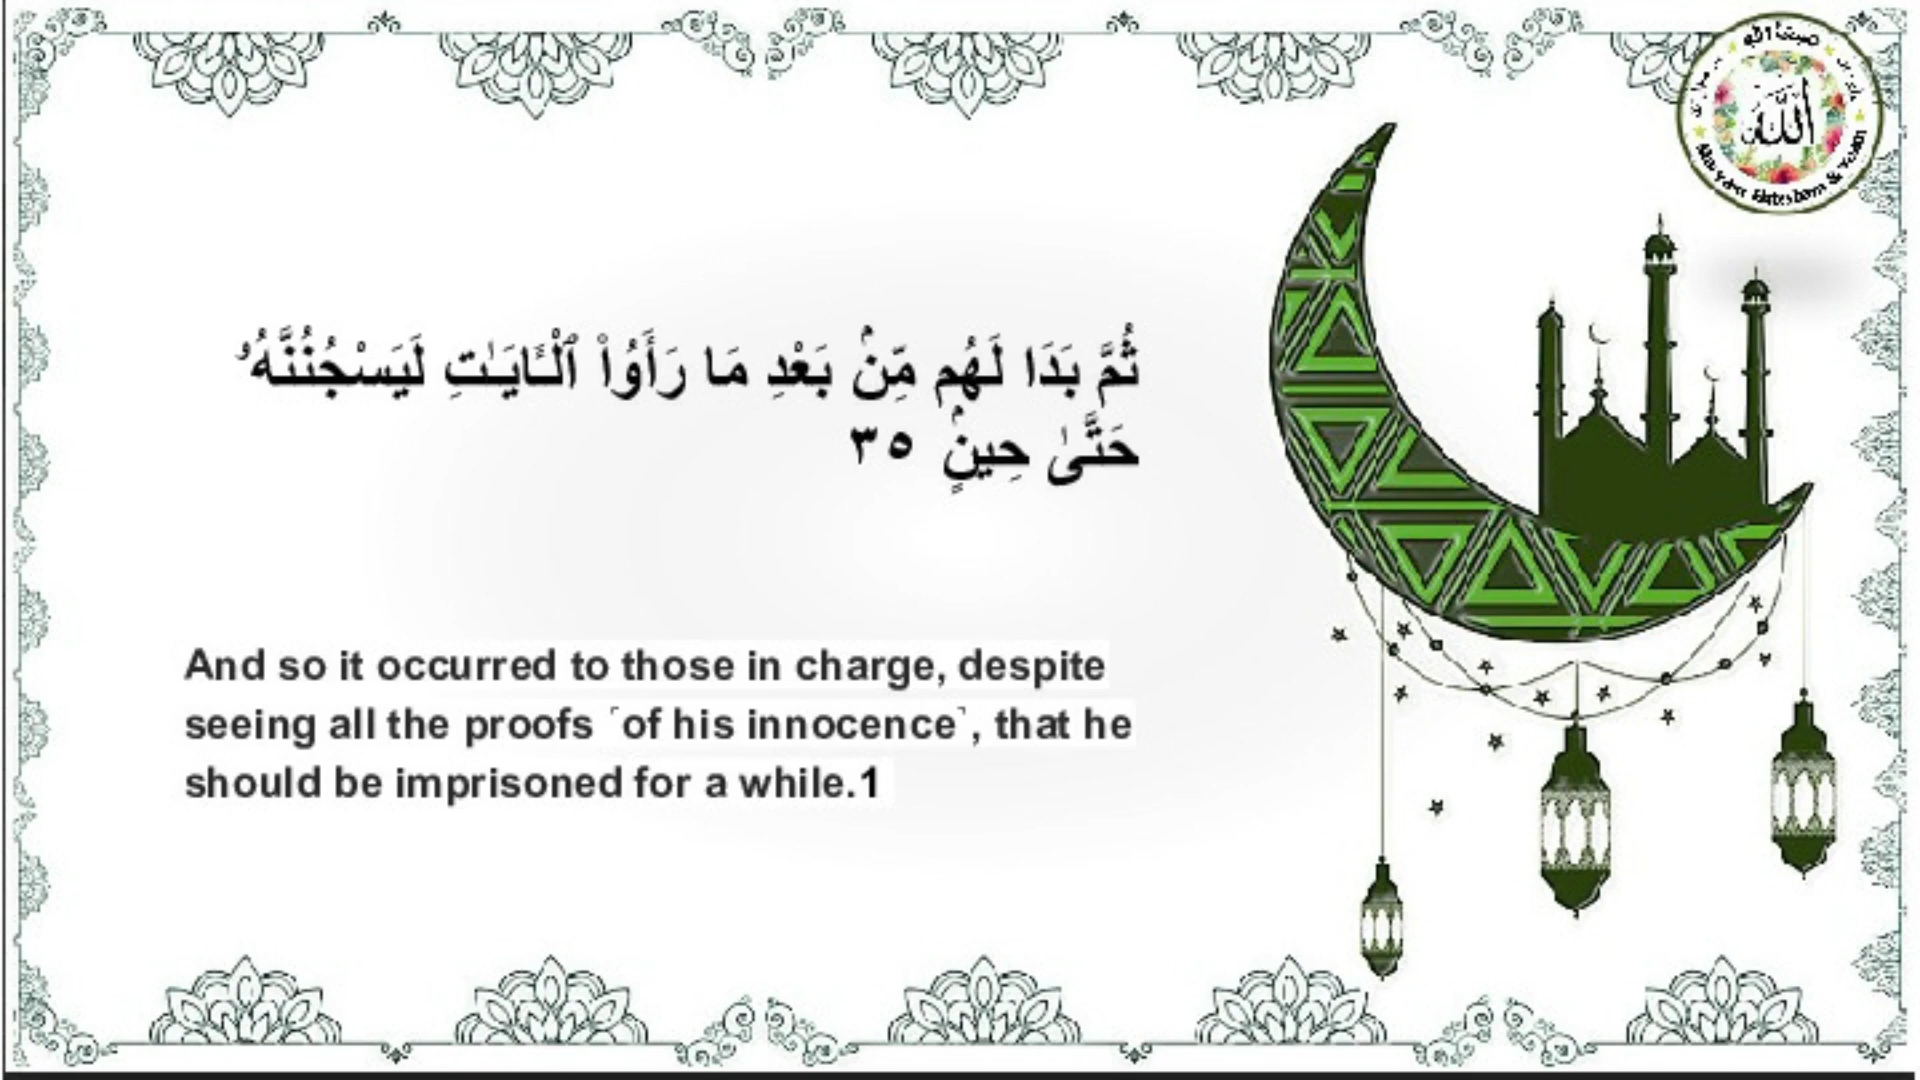 ثُمَّ بَدَا لَهُم مِّنۢ بَعْدِ مَا رَأَوُا۟ ٱلْـَٔايَـٰتِ لَيَسْجُنُنَّهُۥ
حَتَّىٰ حِينٍۢ ٣٥
And so it occurred to those in charge, despite
seeing all the proofs ˹of his innocence˺, that he
should be imprisoned for a while.1
الله